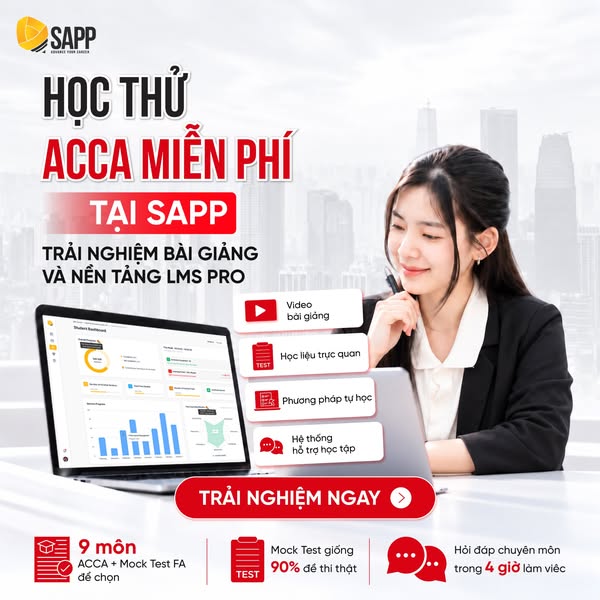 SAPP
ADVANCE YOUR CAREER
HỌC THỬ
ACCA MIỄN PHÍ
TẠI SAPP
TRẢI NGHIỆM BÀI GIẢNG
VÀ NỀN TẢNG LMS PRO
Student Dashboard
Video
bài giảng
TEST
Học liệu trực quan
Phương pháp tự học
Hệ thống
hỗ trợ học tập
TRẢI NGHIỆM NGAY
9 môn
ACCA + Mock Test FA
để chọn
TEST
Mock Test giống
90% đề thi thật
Hỏi đáp chuyên môn
trong 4 giờ làm việc